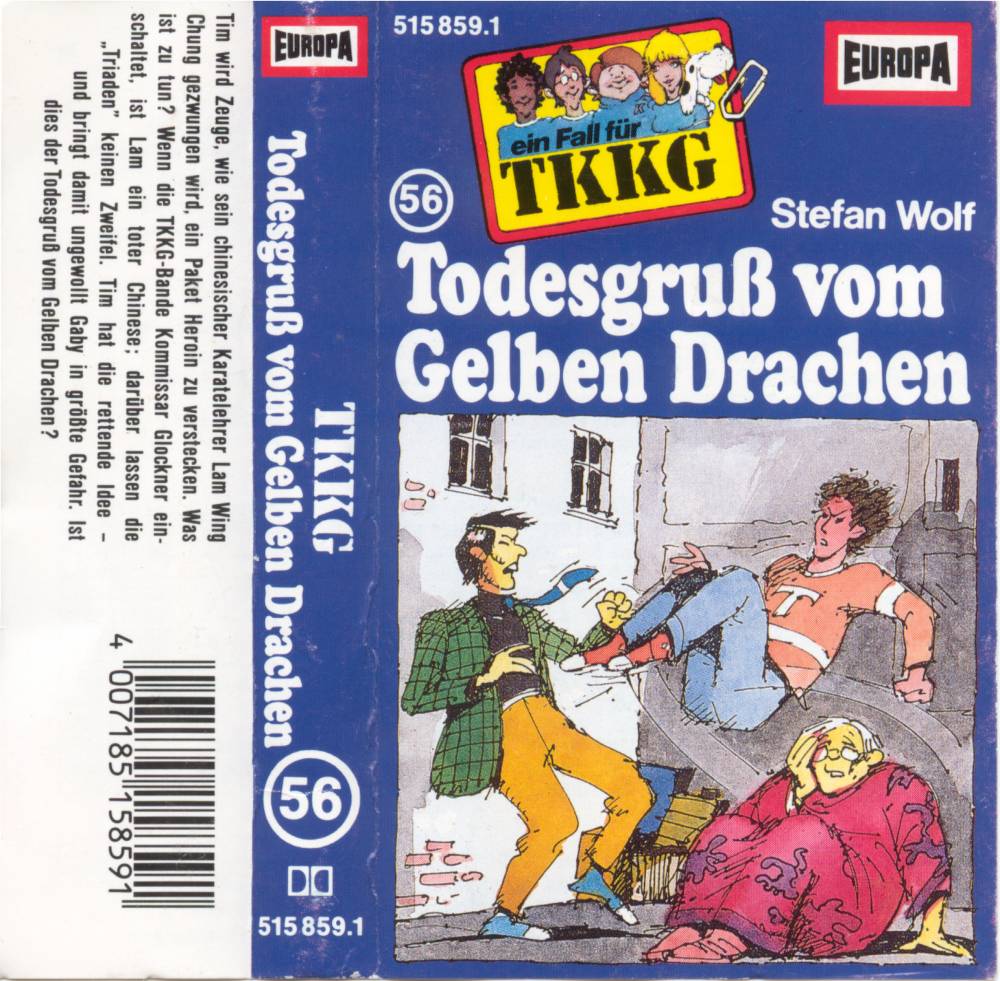 Tim wird Zeuge, wie sein chinesischer Karatelehrer Lam Wing
Chung gezwungen wird, ein Paket Heroin zu verstecken. Was
ist zu tun? Wenn die TKKG-Bande Kommissar Glockner ein-
schaltet, ist Lam ein toter Chinese; darüber lassen die
„Triaden” keinen Zweifel. Tim hat die rettende Idee –
und bringt damit ungewollt Gaby in größte Gefahr. Ist
dies der Todesgruß vom Gelben Drachen?
4 007185 158591
EUROPA
TKKG
Todesgruß vom Gelben Drachen
56
515 859.1
515 859.1
K
ein Fall für
TKKG
EUROPA
56
Stefan Wolf
Todesgruß vom
Gelben Drachen
T